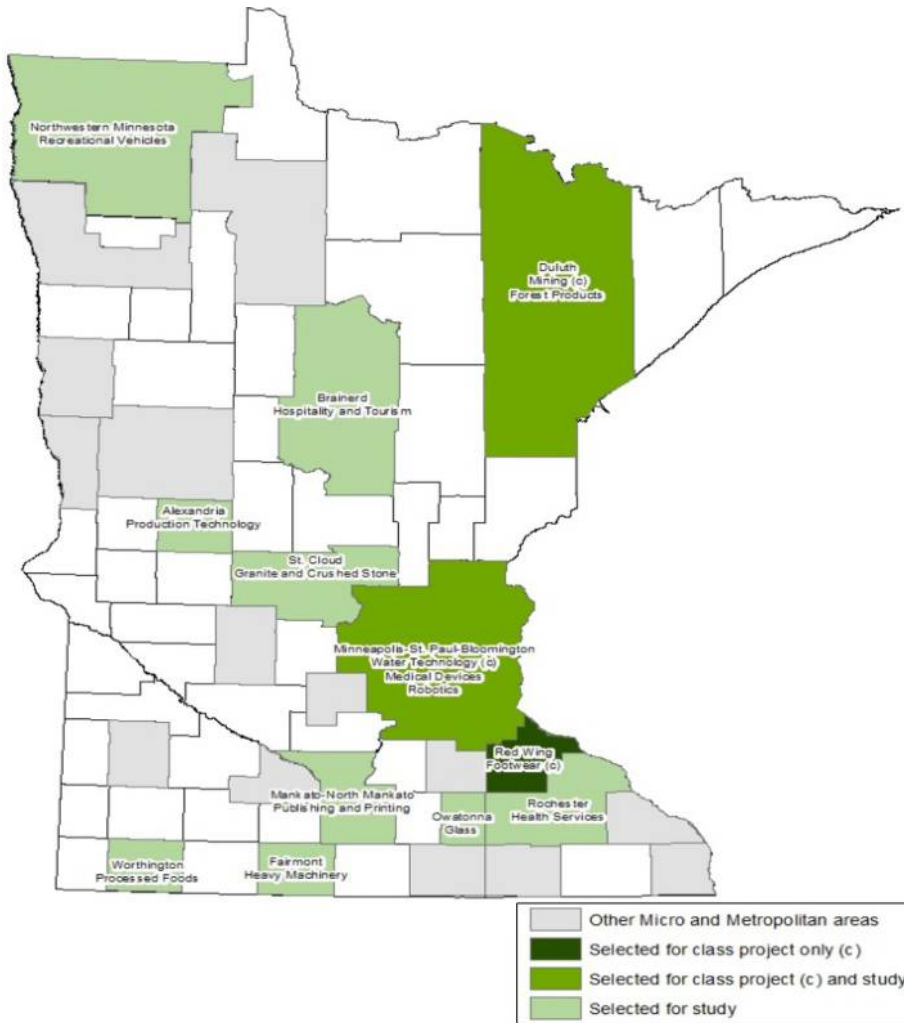 Northwestern Minnesota
Recreational Vehicles
Duluth
Mining (c)
Forest Products
Brainerd
Hospitality and Tourism
Alexandria
Production Technology
St. Cloud
Granite and Crushed Stone
Minneapolis-St. Paul-Bloomington
Water Technology (c)
Medical Devices
Robotics
Red Wing
Footwear (c)
Mankato-North Mankato
Publishing and Printing
Owatonna
Glass
Rochester
Health Services
Worthington
Processed Foods
Fairmont
Heavy Machinery
Other Micro and Metropolitan areas
Selected for class project only (c)
Selected for class project (c) and study
Selected for study